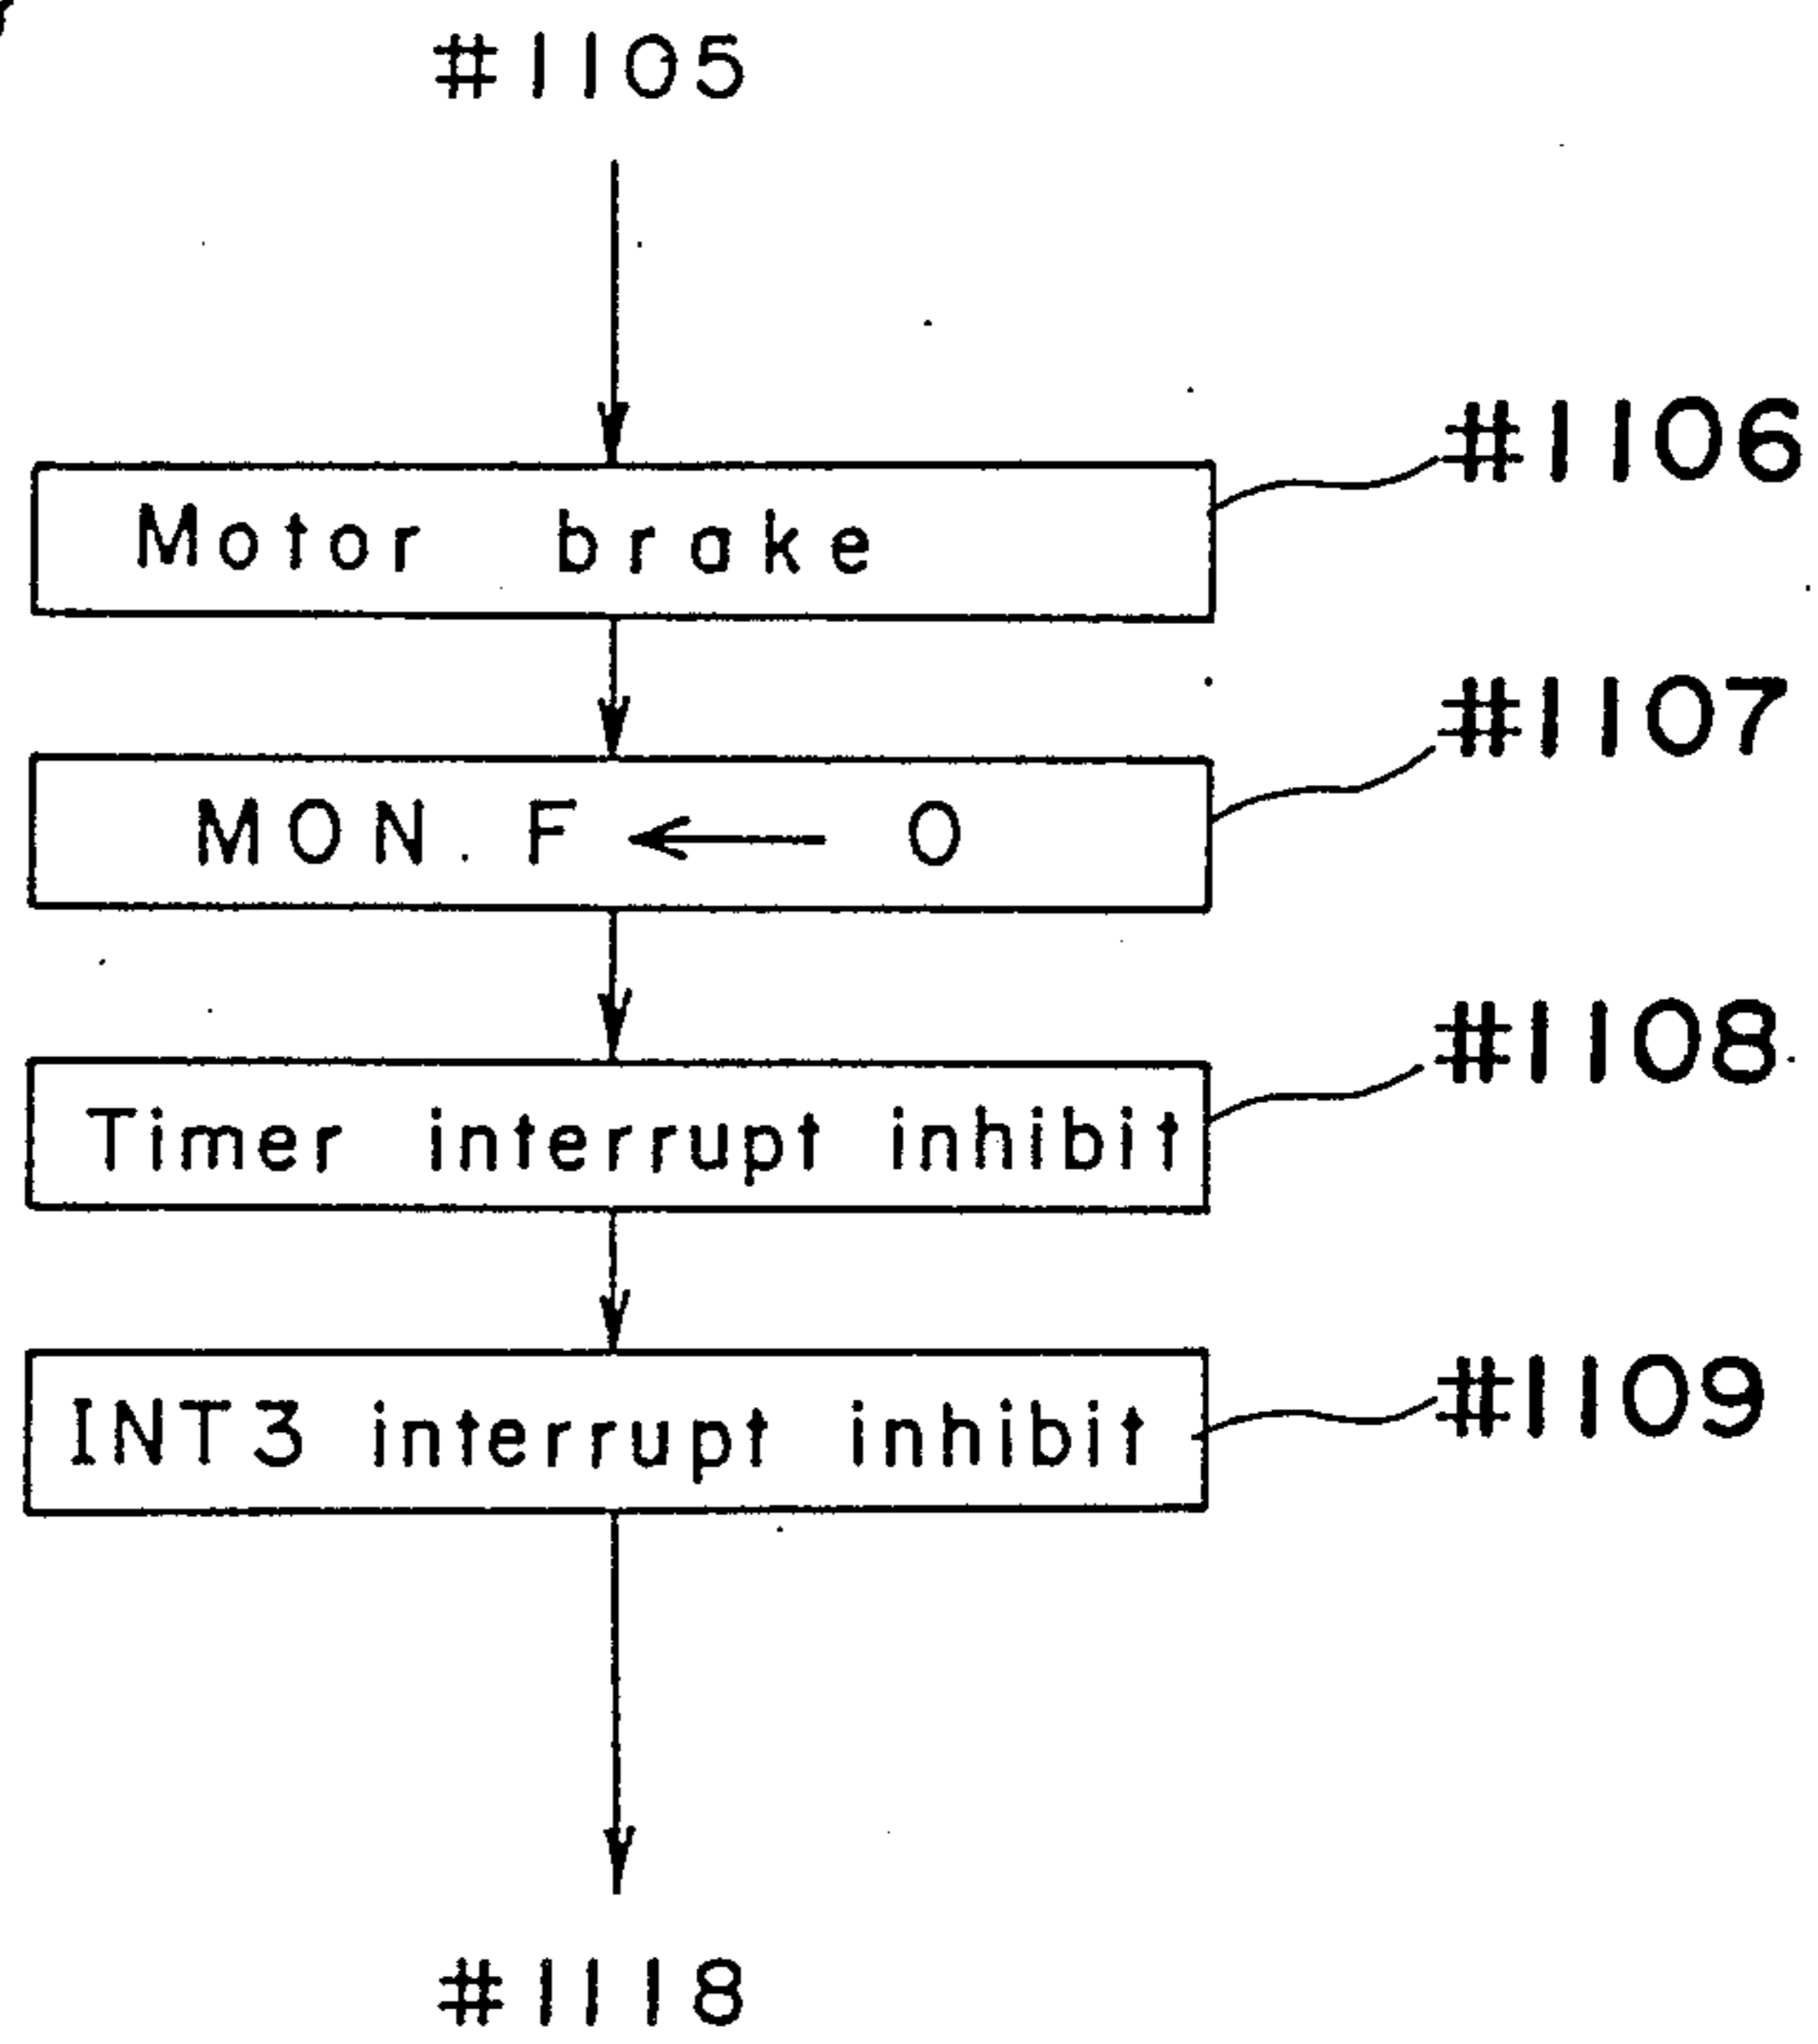 #1105
#1106
Motor brake
#1107
MON. F ← 0
#1108
Timer interrupt inhibit
#1109
INT3 interrupt inhibit
#1118